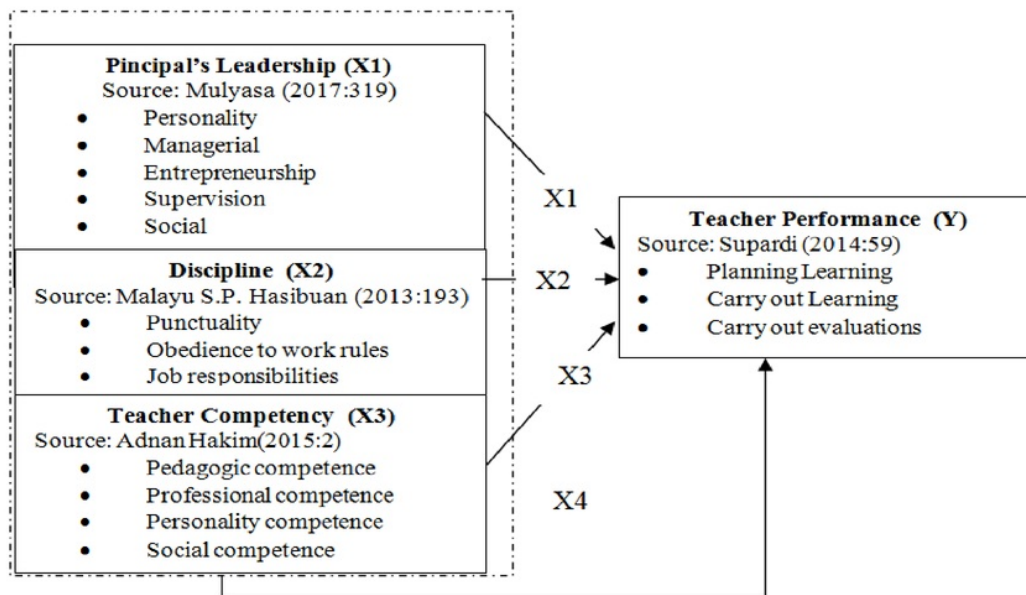 Pincipal's Leadership (X1)
Source: Mulyasa (2017:319)
• Personality
• Managerial
• Entrepreneurship
• Supervision
• Social
Discipline (X2)
Source: Malayu S.P. Hasibuan (2013:193)
• Punctuality
• Obedience to work rules
• Job responsibilities
Teacher Competency (X3)
Source: Adnan Hakim(2015:2)
• Pedagogic competence
• Professional competence
• Personality competence
• Social competence
X1
X2
X3
X4
Teacher Performance (Y)
Source: Supardi (2014:59)
• Planning Learning
• Carry out Learning
• Carry out evaluations